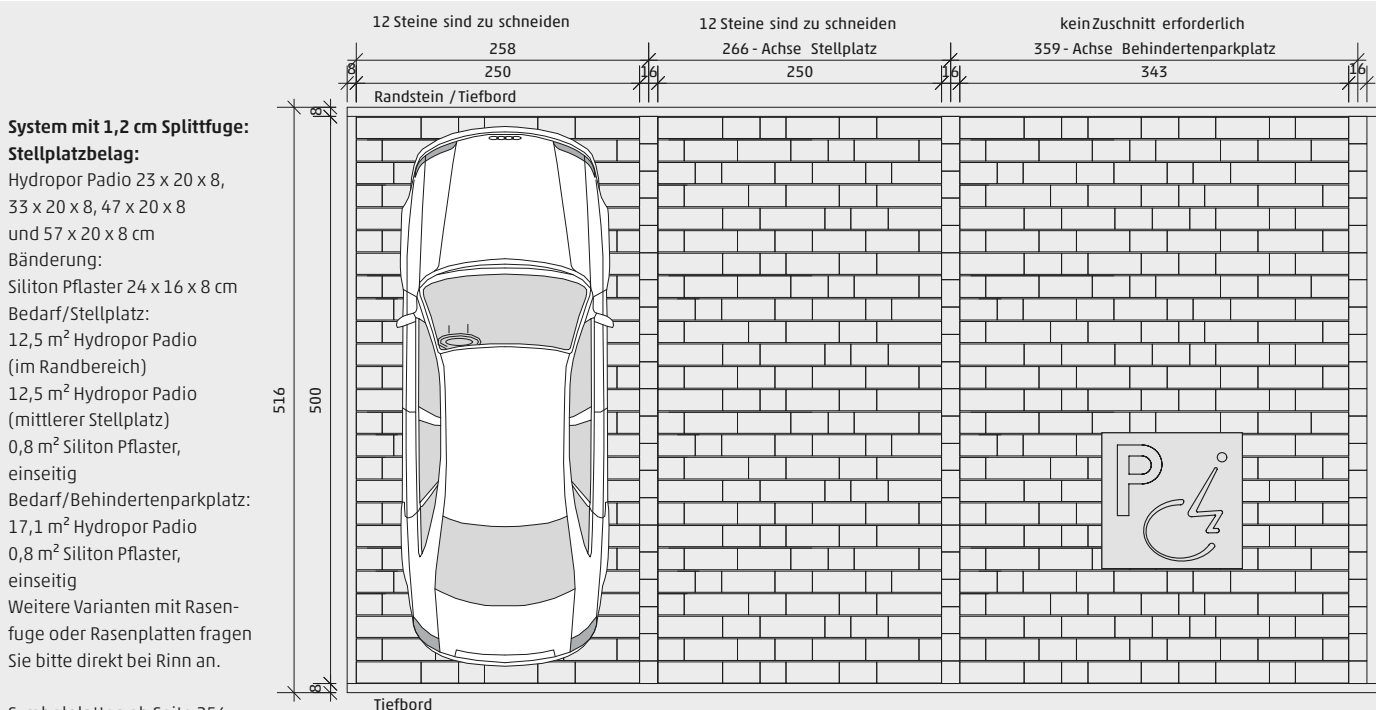 12 Steine sind zu schneiden
12 Steine sind zu schneiden
kein Zuschnitt erforderlich
258
266 - Achse Stellplatz
359 - Achse Behindertenparkplatz
8
250
16
250
16
343
16
Randstein / Tiefbord
8
System mit 1,2 cm Splittfuge:
Stellplatzbelag:
Hydropor Padio 23 x 20 x 8,
33 x 20 x 8, 47 x 20 x 8
und 57 x 20 x 8 cm
Bänderung:
Siliton Pflaster 24 x 16 x 8 cm
Bedarf/Stellplatz:
12,5 m² Hydropor Padio
(im Randbereich)
12,5 m² Hydropor Padio
(mittlerer Stellplatz)
0,8 m² Siliton Pflaster,
einseitig
Bedarf/Behindertenparkplatz:
17,1 m² Hydropor Padio
0,8 m² Siliton Pflaster,
einseitig
Weitere Varianten mit Rasen-
fuge oder Rasenplatten fragen
Sie bitte direkt bei Rinn an.
516
500
P
8
Tiefbord